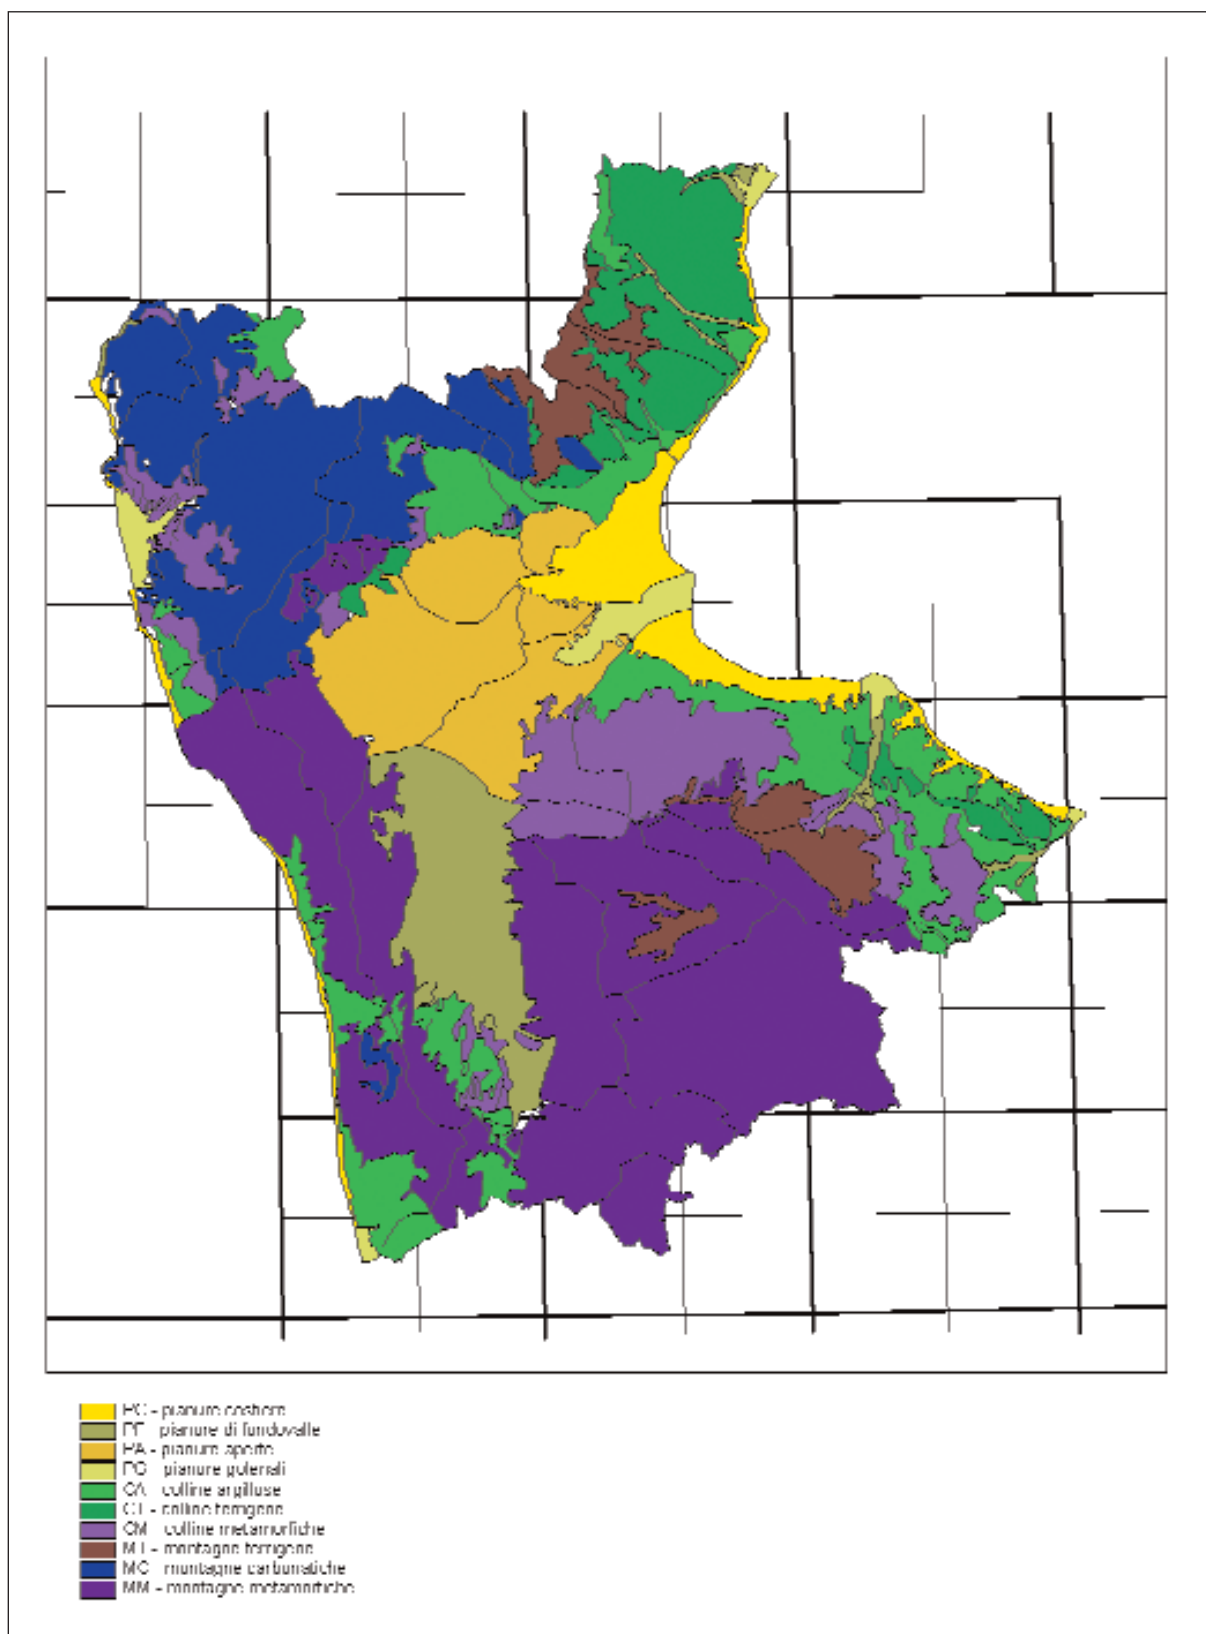 PC - pianure costiere
PF - pianure di fondovalle
PA - pianure aperte
PG - pianure golenali
CA - colline argillose
CT - colline terrigene
CM - colline metamorfiche
MT - montagne terrigene
MC - montagne carbonatiche
MM - montagne metamorfiche